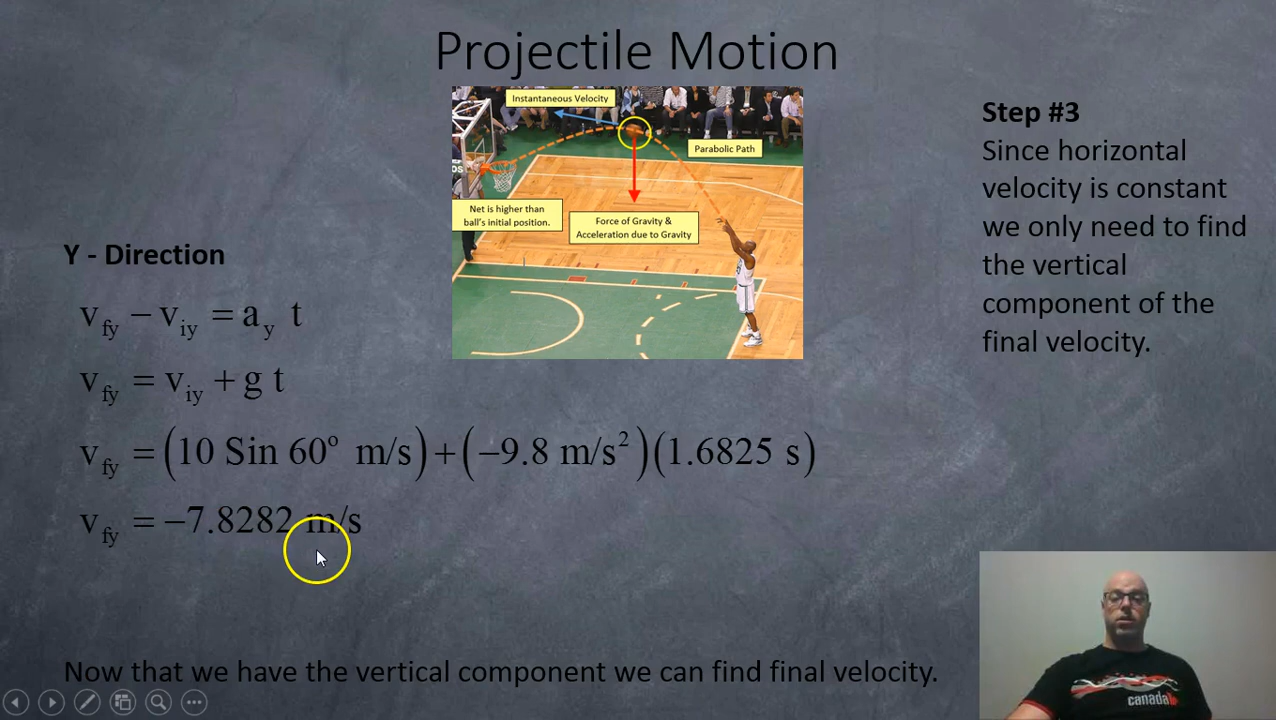 Projectile Motion
Instantaneous Velocity
Parabolic Path
Net is higher than
ball's initial position.
Force of Gravity &
Acceleration due to Gravity
Step #3
Since horizontal
velocity is constant
we only need to find
the vertical
component of the
final velocity.
Y - Direction
v_fy − v_iy = a_y t
v_fy = v_iy + g t
v_fy = (10 Sin 60° m/s) + (−9.8 m/s²)(1.6825 s)
v_fy = −7.8282 m/s
Now that we have the vertical component we can find final velocity.
canada